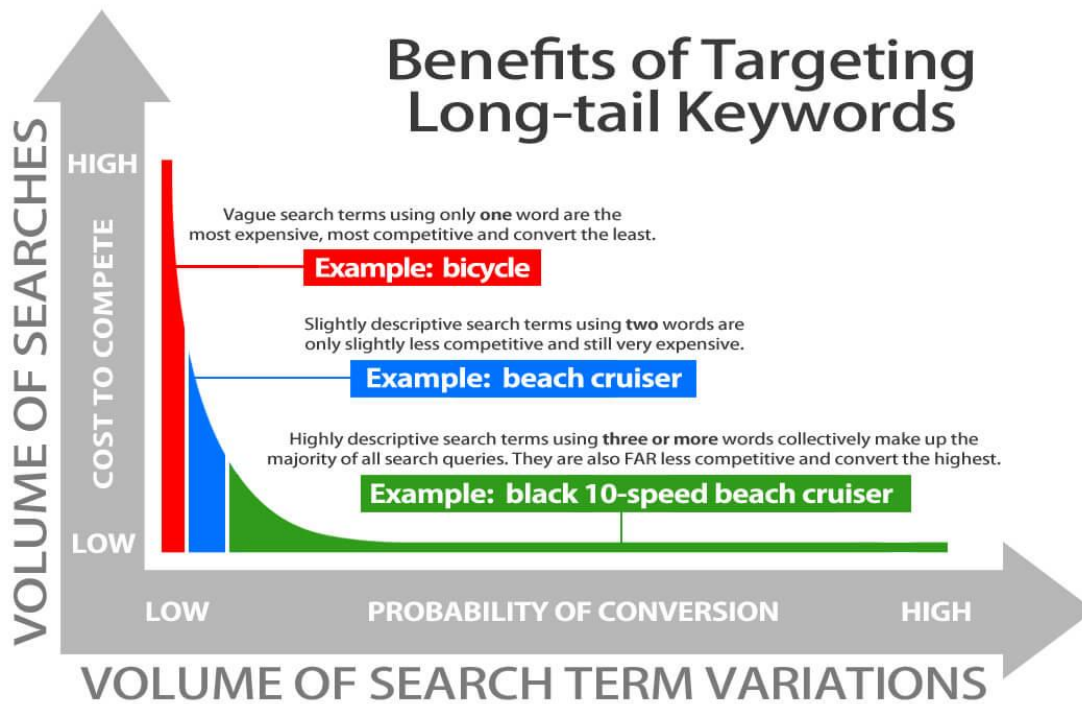 Benefits of Targeting
Long-tail Keywords
VOLUME OF SEARCHES
HIGH
COST TO COMPETE
LOW
Vague search terms using only one word are the
most expensive, most competitive and convert the least.
Example: bicycle
Slightly descriptive search terms using two words are
only slightly less competitive and still very expensive.
Example: beach cruiser
Highly descriptive search terms using three or more words collectively make up the
majority of all search queries. They are also FAR less competitive and convert the highest.
Example: black 10-speed beach cruiser
LOW
PROBABILITY OF CONVERSION
HIGH
VOLUME OF SEARCH TERM VARIATIONS